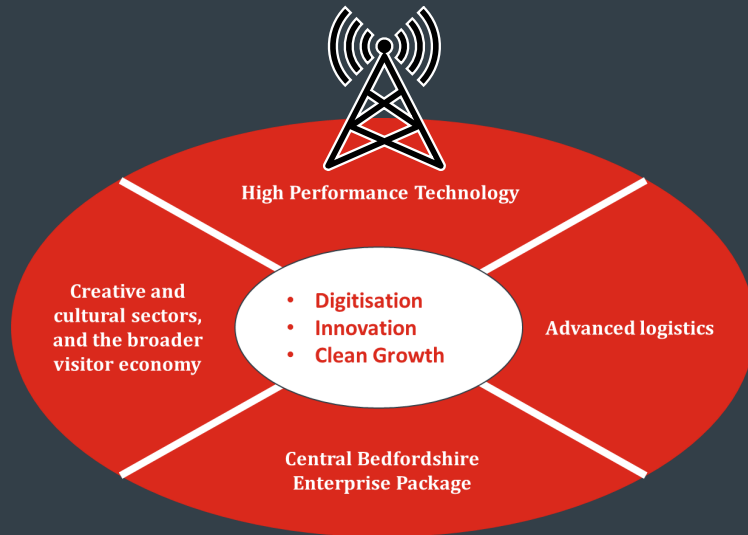 High Performance Technology
Creative and
cultural sectors,
and the broader
visitor economy
• Digitisation
• Innovation
• Clean Growth
Advanced logistics
Central Bedfordshire
Enterprise Package